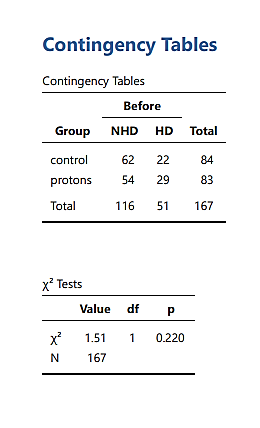 Contingency Tables
Contingency Tables
Before
Group NHD HD Total
control 62 22 84
protons 54 29 83
Total 116 51 167
χ² Tests
Value df p
χ² 1.51 1 0.220
N 167